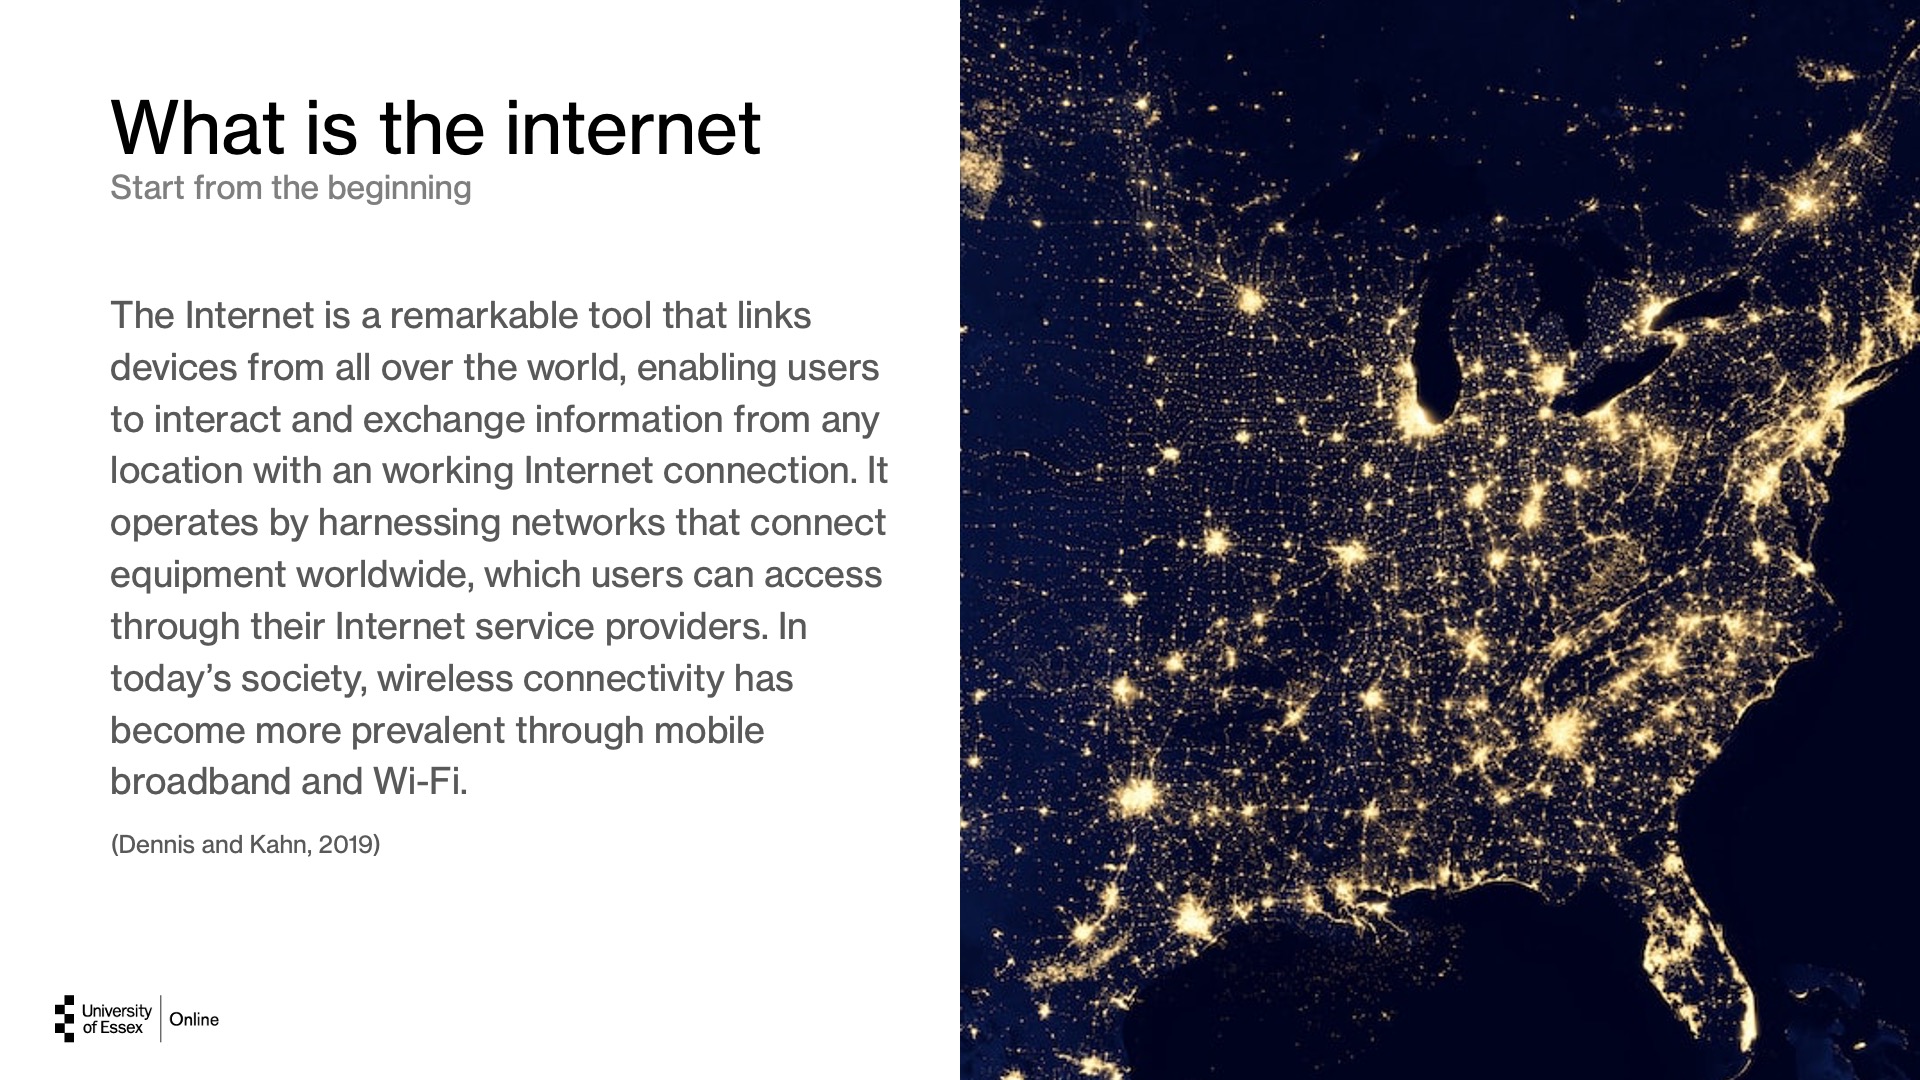 What is the internet
Start from the beginning
The Internet is a remarkable tool that links
devices from all over the world, enabling users
to interact and exchange information from any
location with an working Internet connection. It
operates by harnessing networks that connect
equipment worldwide, which users can access
through their Internet service providers. In
today’s society, wireless connectivity has
become more prevalent through mobile
broadband and Wi-Fi.
(Dennis and Kahn, 2019)
University
of Essex
Online